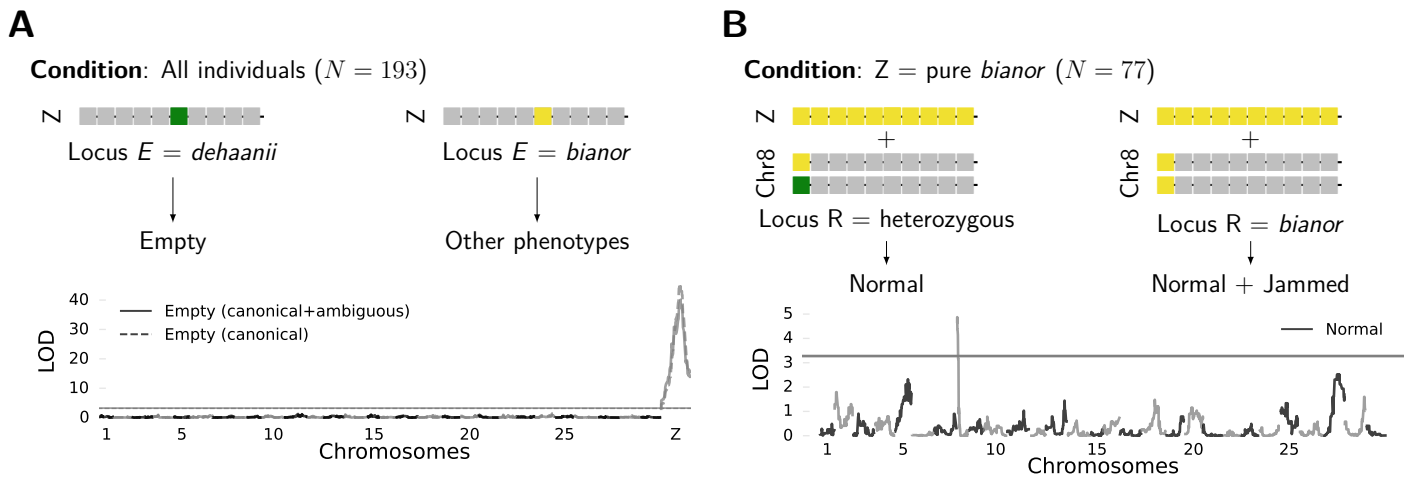 A
Condition: All individuals (N = 193)
Z
Locus E = dehaanii
Empty
Z
Locus E = bianor
Other phenotypes
LOD
40
30
20
10
0
Empty (canonical+ambiguous)
Empty (canonical)
1 5 10 15 20 25 Z
Chromosomes
B
Condition: Z = pure bianor (N = 77)
Z
+
Chr8
Locus R = heterozygous
Normal
Z
+
Chr8
Locus R = bianor
Normal + Jammed
LOD
5
4
3
2
1
0
Normal
1 5 10 15 20 25
Chromosomes